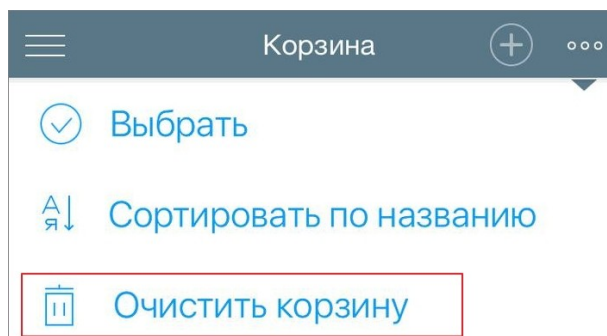 Корзина
Выбрать
А
Я
Сортировать по названию
Очистить корзину